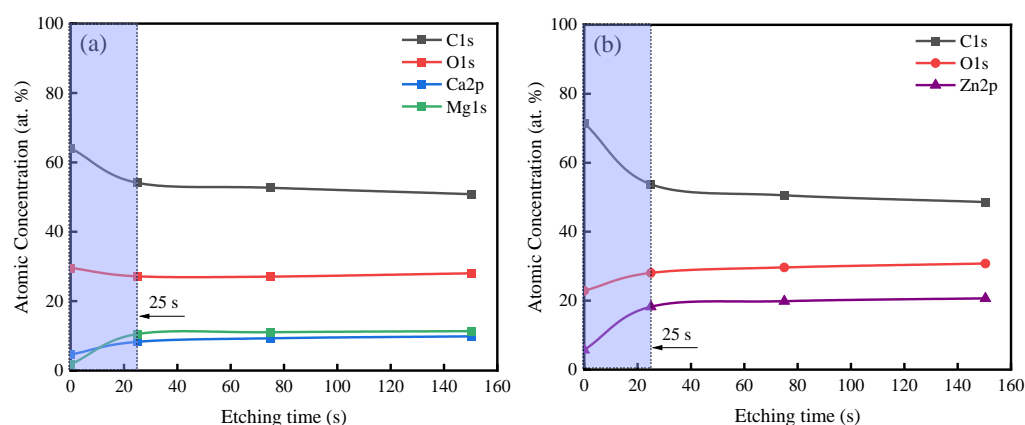 (a)
C1s
O1s
Ca2p
Mg1s
25 s
Atomic Concentration (at. %)
100
80
60
40
20
0
0 20 40 60 80 100 120 140 160
Etching time (s)
(b)
C1s
O1s
Zn2p
25 s
Atomic Concentration (at. %)
100
80
60
40
20
0
0 20 40 60 80 100 120 140 160
Etching time (s)